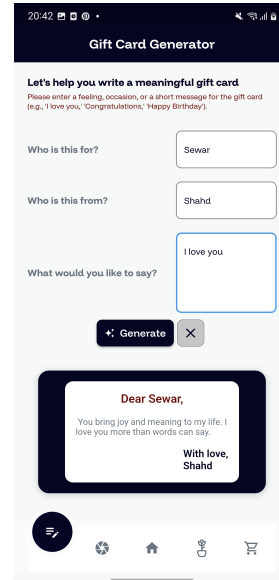 20:42
Gift Card Generator
Let's help you write a meaningful gift card
Please enter a feeling, occasion, or a short message for the gift card
(e.g., 'I love you,' 'Congratulations,' 'Happy
Birthday').
Who is this for?
Sewar
Who is this from?
Shahd
What would you like to say?
I love you
Generate
Dear Sewar,
You bring joy and meaning to my life. I
love you more than words can say.
With love,
Shahd